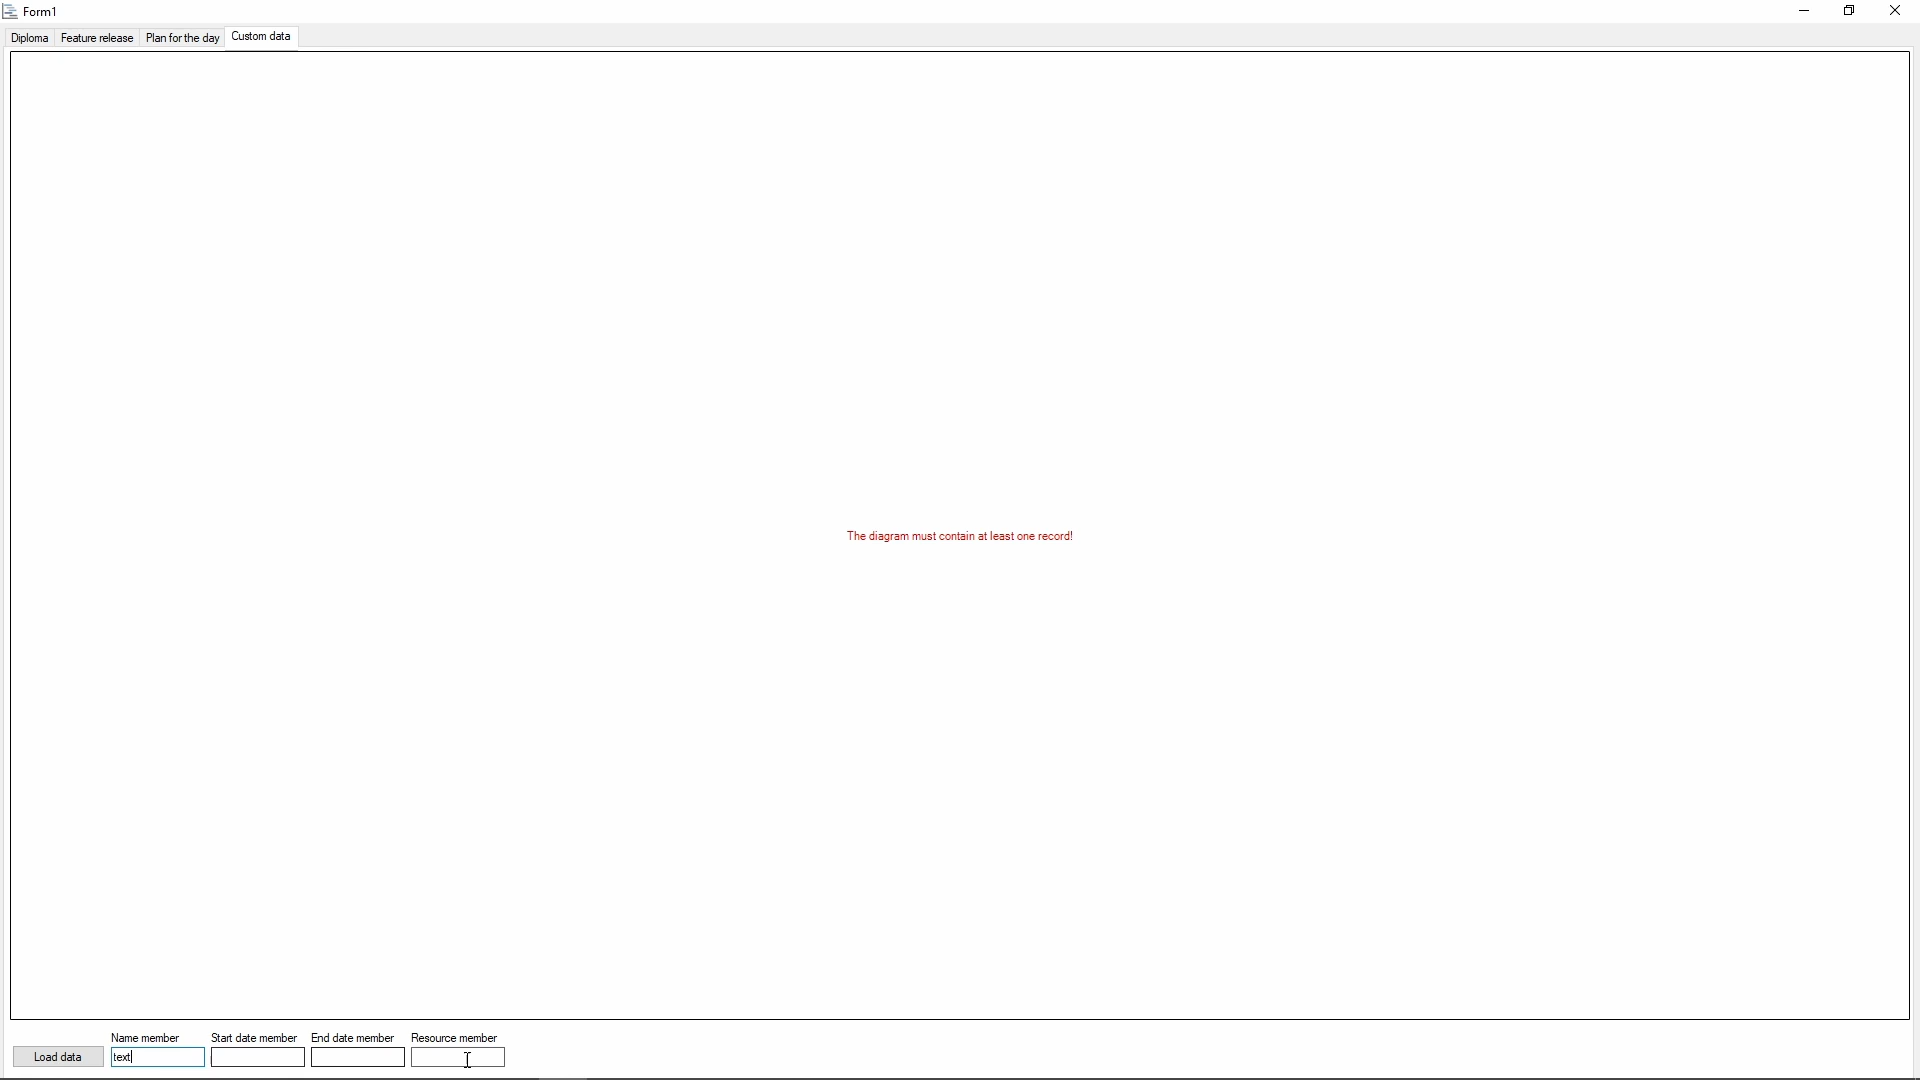 Form1
Diploma Feature release Plan for the day Custom data
The diagram must contain at least one record!
Name member Start date member End date member Resource member
Load data text